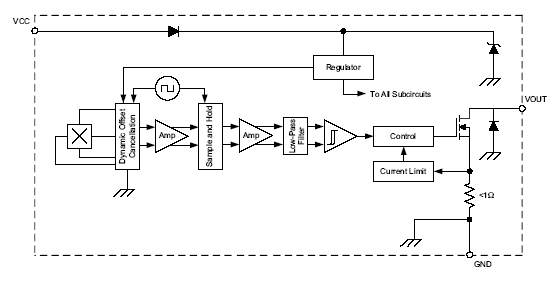 VCC
Regulator
To All Subcircuits
VOUT
Dynamic Offset
Cancellation
Amp
Sample and Hold
Amp
Low-Pass
Filter
Control
Current Limit
<1Ω
GND